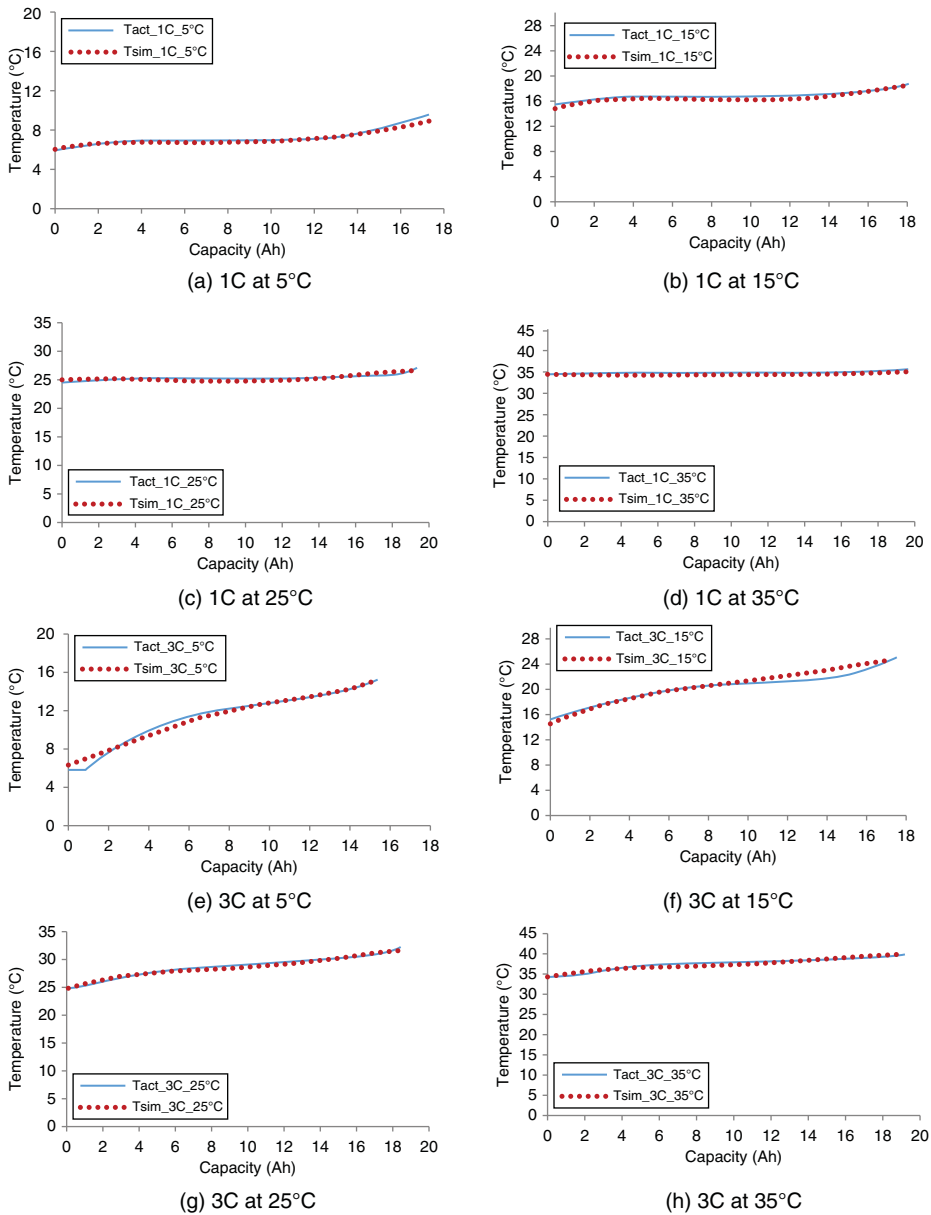 20
16
12
8
4
0
Temperature (°C)
Tact_1C_5°C
Tsim_1C_5°C
0 2 4 6 8 10 12 14 16 18
Capacity (Ah)
(a) 1C at 5°C
28
24
20
16
12
8
4
0
Temperature (°C)
Tact_1C_15°C
Tsim_1C_15°C
0 2 4 6 8 10 12 14 16 18
Capacity (Ah)
(b) 1C at 15°C
35
30
25
20
15
10
5
0
Temperature (°C)
Tact_1C_25°C
Tsim_1C_25°C
0 2 4 6 8 10 12 14 16 18 20
Capacity (Ah)
(c) 1C at 25°C
45
40
35
30
25
20
15
10
5
0
Temperature (°C)
Tact_1C_35°C
Tsim_1C_35°C
0 2 4 6 8 10 12 14 16 18 20
Capacity (Ah)
(d) 1C at 35°C
20
16
12
8
4
0
Temperature (°C)
Tact_3C_5°C
Tsim_3C_5°C
0 2 4 6 8 10 12 14 16 18
Capacity (Ah)
(e) 3C at 5°C
28
24
20
16
12
8
4
0
Temperature (°C)
Tact_3C_15°C
Tsim_3C_15°C
0 2 4 6 8 10 12 14 16 18
Capacity (Ah)
(f) 3C at 15°C
35
30
25
20
15
10
5
0
Temperature (°C)
Tact_3C_25°C
Tsim_3C_25°C
0 2 4 6 8 10 12 14 16 18 20
Capacity (Ah)
(g) 3C at 25°C
45
40
35
30
25
20
15
10
5
0
Temperature (°C)
Tact_3C_35°C
Tsim_3C_35°C
0 2 4 6 8 10 12 14 16 18 20
Capacity (Ah)
(h) 3C at 35°C